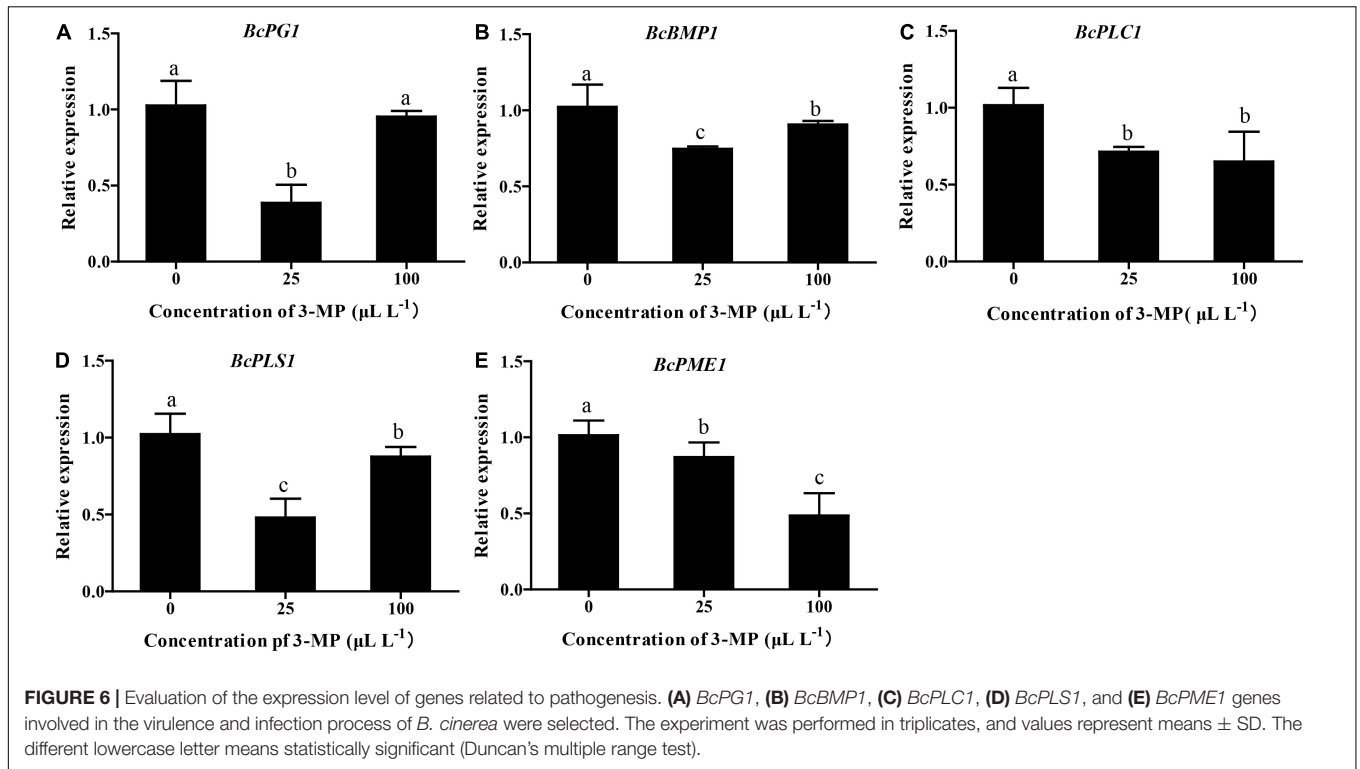 A BcPG1
1.5
1.0
0.5
0.0
Relative expression
a
b
a
0 25 100
Concentration of 3-MP (μL L-1)
B BcBMP1
1.5
1.0
0.5
0.0
Relative expression
a
c
b
0 25 100
Concentration of 3-MP (μL L-1)
C BcPLC1
1.5
1.0
0.5
0.0
Relative expression
a
b
b
0 25 100
Concentration of 3-MP( μL L-1)
D BcPLS1
1.5
1.0
0.5
0.0
Relative expression
a
c
b
0 25 100
Concentration pf 3-MP (μL L-1)
E BcPME1
1.5
1.0
0.5
0.0
Relative expression
a
b
c
0 25 100
Concentration of 3-MP (μL L-1)
FIGURE 6 | Evaluation of the expression level of genes related to pathogenesis. (A) BcPG1, (B) BcBMP1, (C) BcPLC1, (D) BcPLS1, and (E) BcPME1 genes
involved in the virulence and infection process of B. cinerea were selected. The experiment was performed in triplicates, and values represent means ± SD. The
different lowercase letter means statistically significant (Duncan's multiple range test).